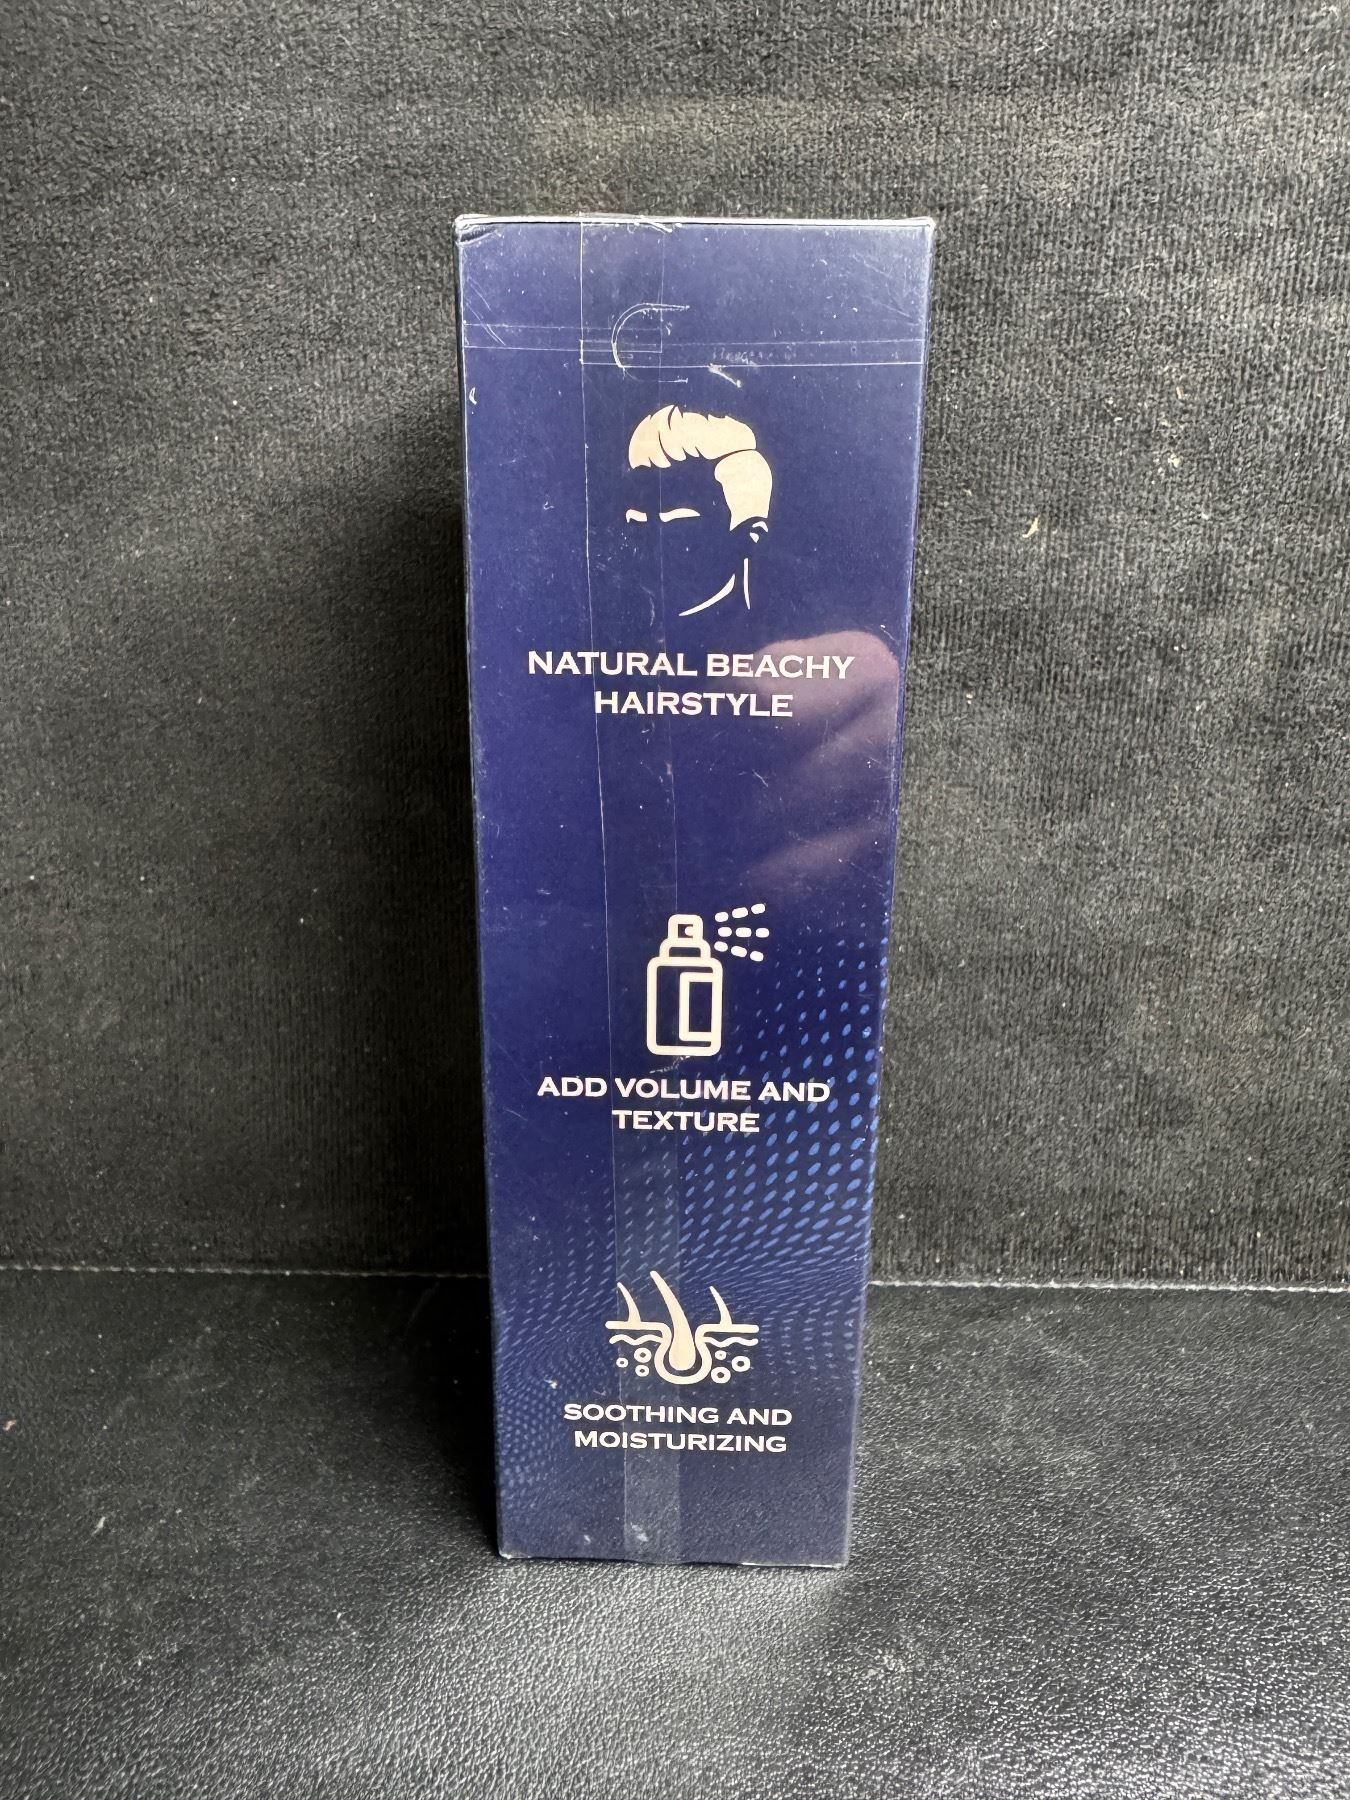 NATURAL BEACHY
HAIRSTYLE
ADD VOLUME AND
TEXTURE
SOOTHING AND
MOISTURIZING